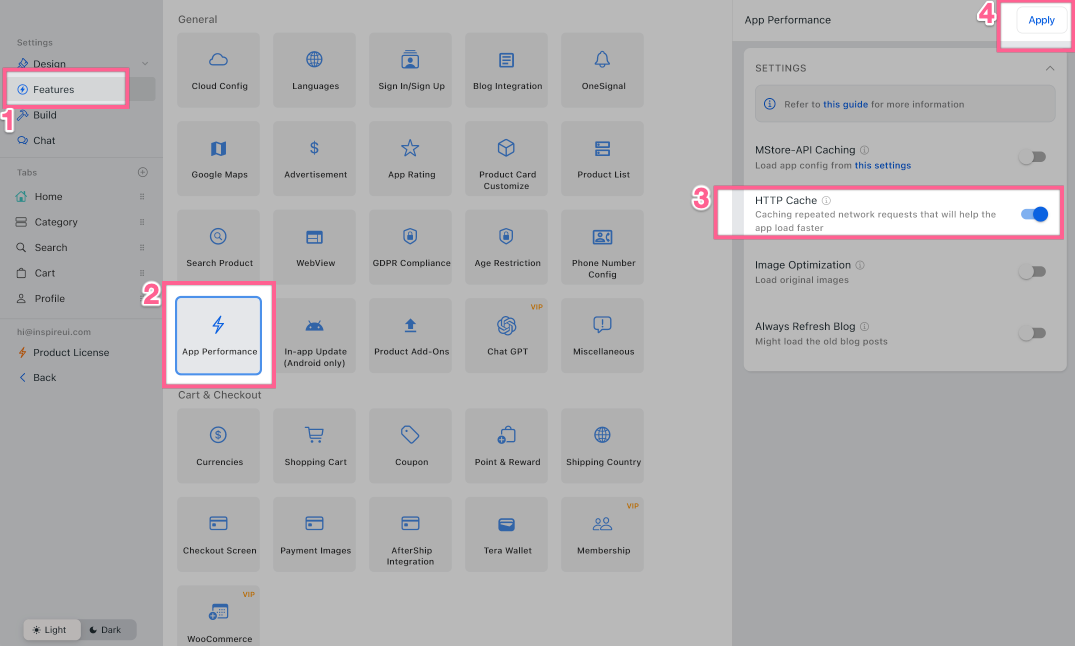 Settings
Design
Features
1
Build
Chat
Tabs
Home
Category
Search
Cart
Profile
hi@inspireui.com
Product License
Back
Light
Dark
General
Cloud Config
Languages
Sign In/Sign Up
Blog Integration
OneSignal
Google Maps
$
Advertisement
App Rating
Product Card
Customize
Product List
Search Product
WebView
GDPR Compliance
Age Restriction
Phone Number
Config
2
App Performance
In-app Update
(Android only)
Product Add-Ons
VIP
Chat GPT
Miscellaneous
Cart & Checkout
$
Currencies
Shopping Cart
Coupon
Point & Reward
Shipping Country
Checkout Screen
Payment Images
AfterShip
Integration
Tera Wallet
VIP
Membership
VIP
WooCommerce
App Performance
4
Apply
SETTINGS
Refer to this guide for more information
MStore-API Caching
Load app config from this settings
3
HTTP Cache
Caching repeated network requests that will help the
app load faster
Image Optimization
Load original images
Always Refresh Blog
Might load the old blog posts